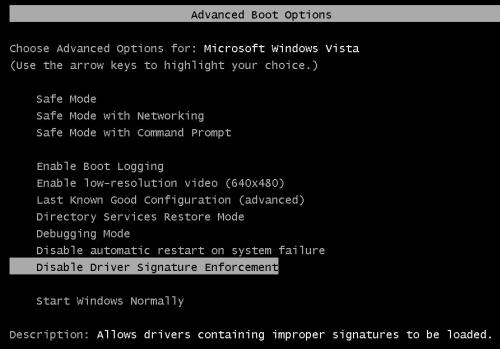 Advanced Boot Options
Choose Advanced Options for: Microsoft Windows Vista
(Use the arrow keys to highlight your choice.)
Safe Mode
Safe Mode with Networking
Safe Mode with Command Prompt
Enable Boot Logging
Enable low-resolution video (640x480)
Last Known Good Configuration (advanced)
Directory Services Restore Mode
Debugging Mode
Disable automatic restart on system failure
Disable Driver Signature Enforcement
Start Windows Normally
Description: Allows drivers containing improper signatures to be loaded.